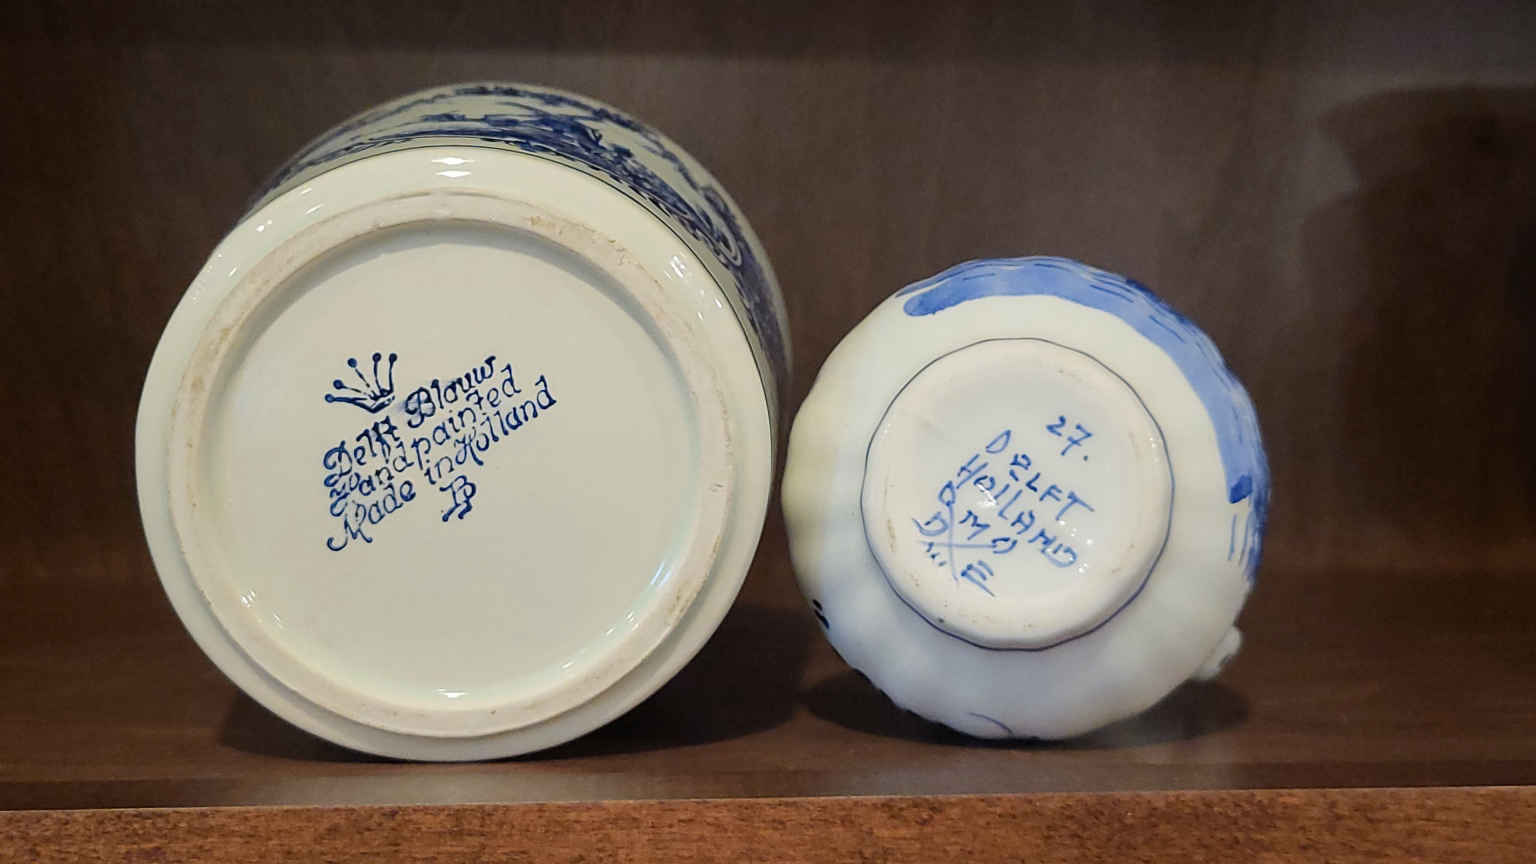 Delft Blauw
Handpainted
Made in Holland
B
27.
DELFT
HOLLAND